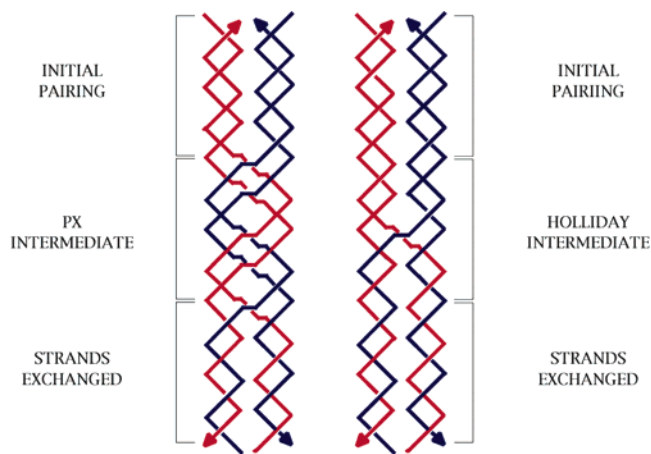 INITIAL
PAIRING
PX
INTERMEDIATE
STRANDS
EXCHANGED
INITIAL
PAIRIING
HOLLIDAY
INTERMEDIATE
STRANDS
EXCHANGED